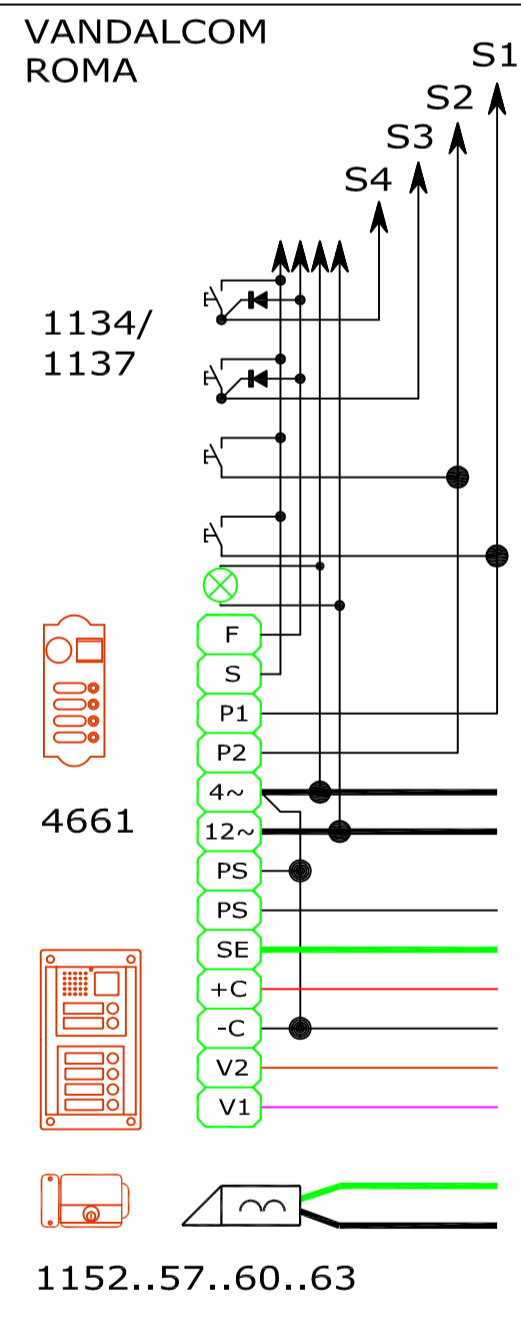 VANDALCOM
ROMA
S1
S2
S3
S4
1134/
1137
F
S
P1
P2
4~
4661
12~
PS
PS
SE
+C
-C
V2
V1
1152..57..60..63